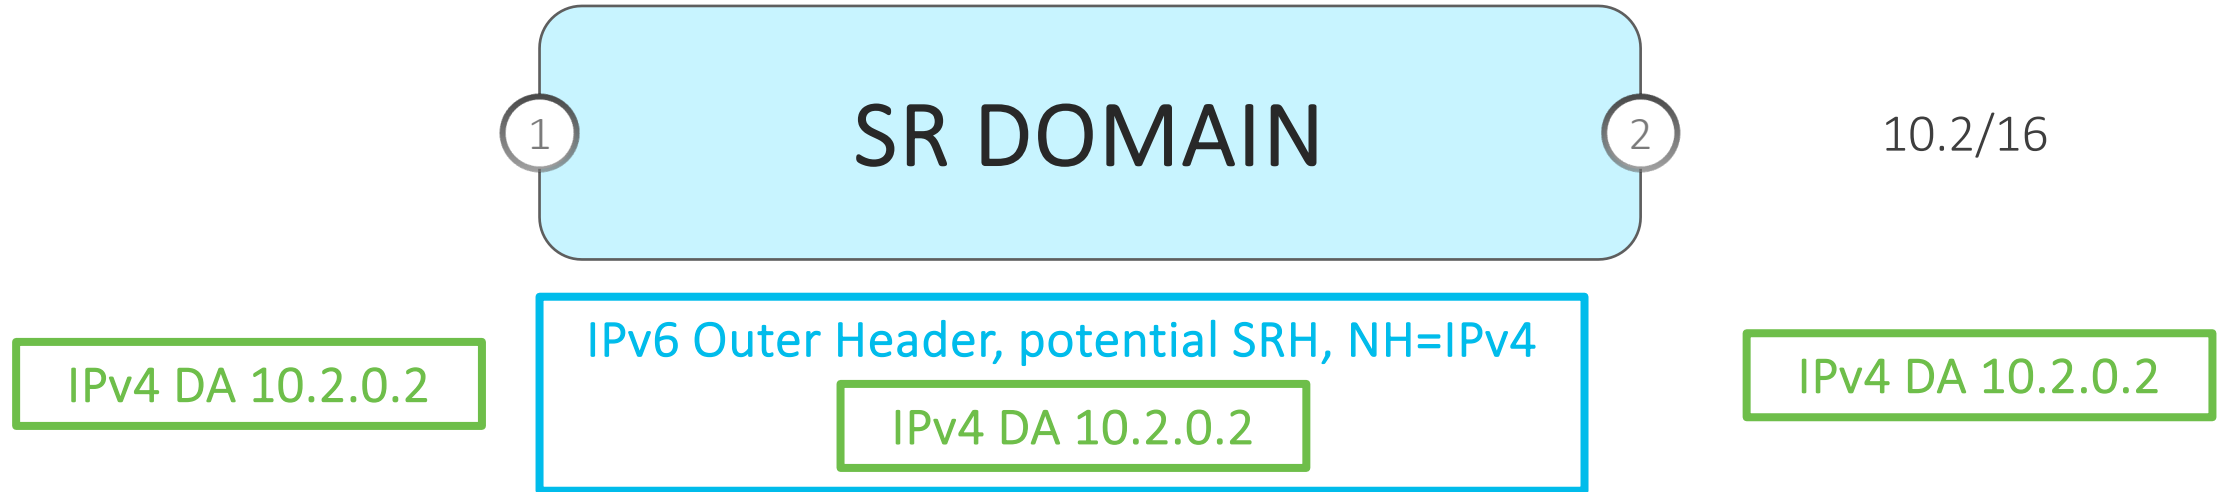 1
SR DOMAIN
2
10.2/16
IPv4 DA 10.2.0.2
IPv6 Outer Header, potential SRH, NH=IPv4
IPv4 DA 10.2.0.2
IPv4 DA 10.2.0.2